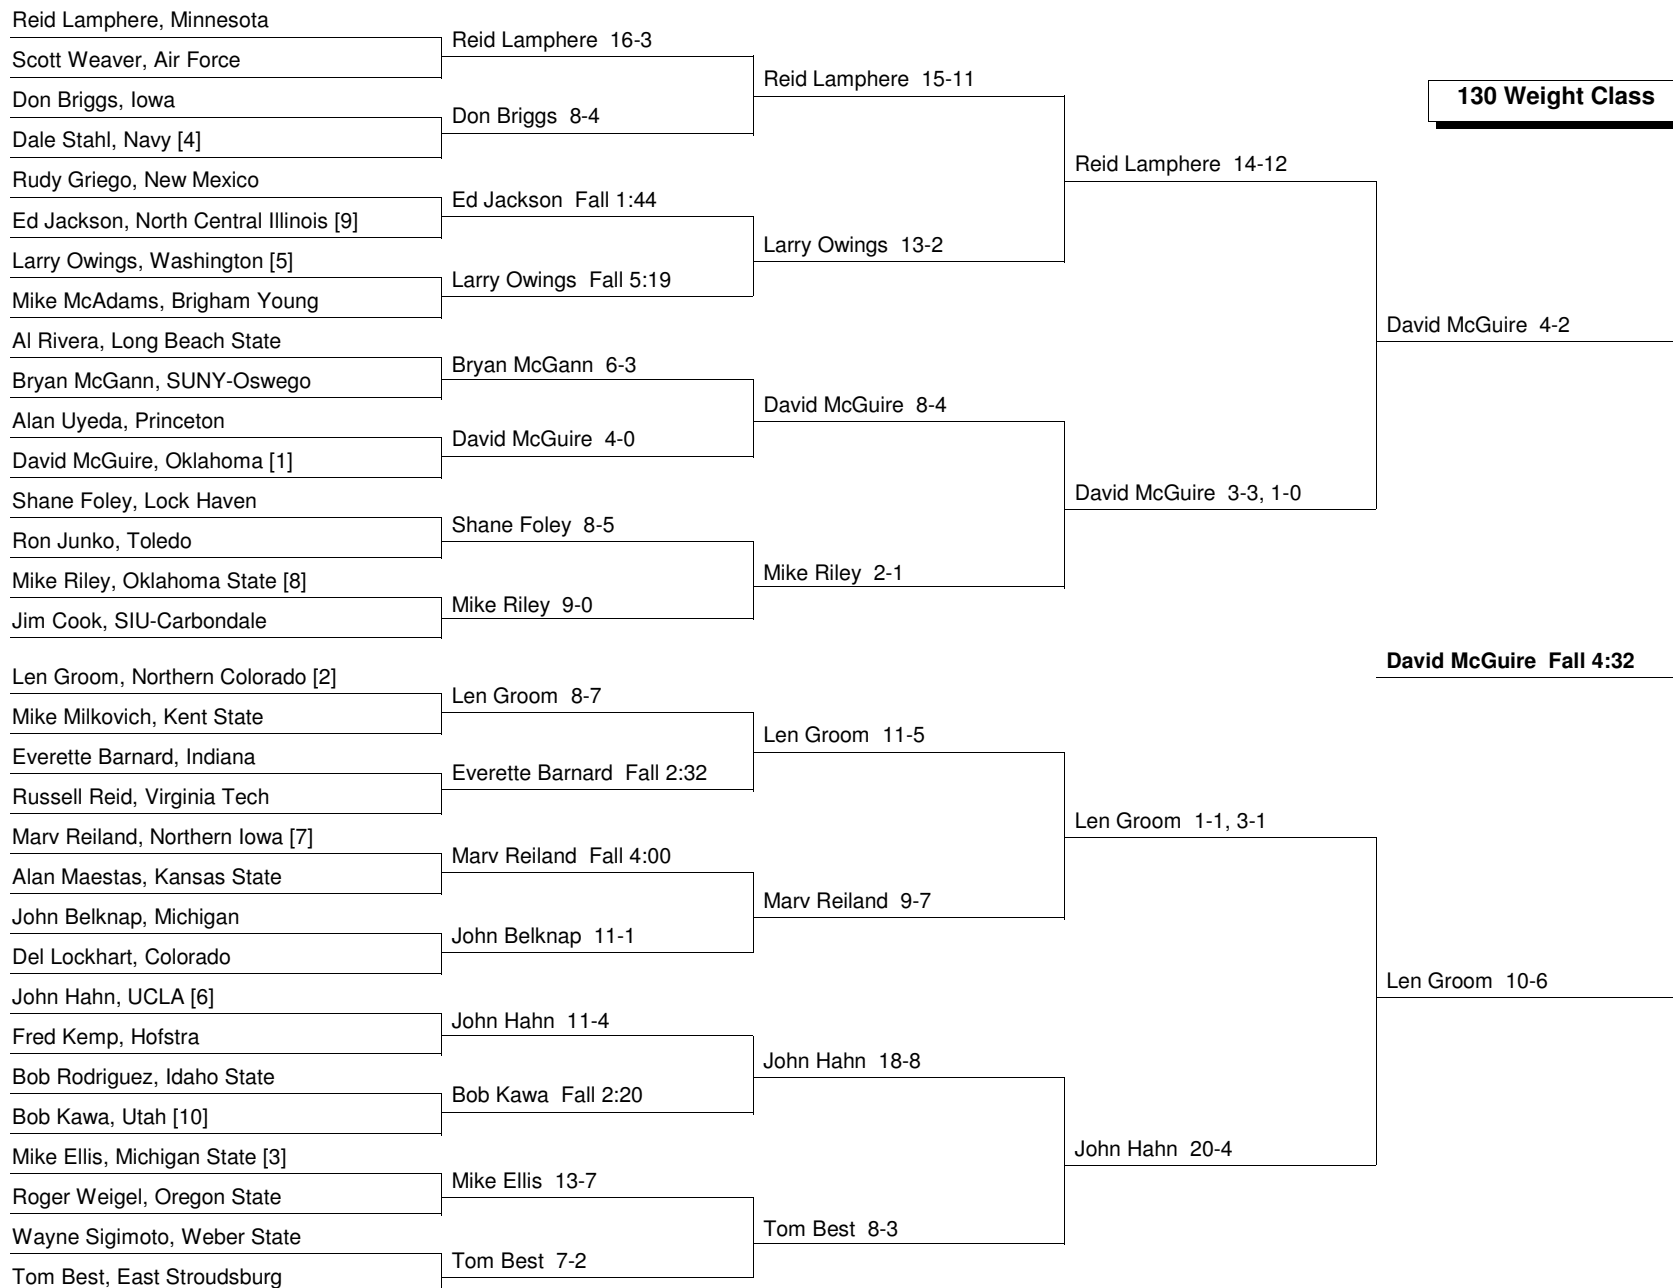 Reid Lamphere, Minnesota
Scott Weaver, Air Force
Don Briggs, Iowa
Dale Stahl, Navy [4]
Rudy Griego, New Mexico
Ed Jackson, North Central Illinois [9]
Larry Owings, Washington [5]
Mike McAdams, Brigham Young
Al Rivera, Long Beach State
Bryan McGann, SUNY-Oswego
Alan Uyeda, Princeton
David McGuire, Oklahoma [1]
Shane Foley, Lock Haven
Ron Junko, Toledo
Mike Riley, Oklahoma State [8]
Jim Cook, SIU-Carbondale
Len Groom, Northern Colorado [2]
Mike Milkovich, Kent State
Everette Barnard, Indiana
Russell Reid, Virginia Tech
Marv Reiland, Northern Iowa [7]
Alan Maestas, Kansas State
John Belknap, Michigan
Del Lockhart, Colorado
John Hahn, UCLA [6]
Fred Kemp, Hofstra
Bob Rodriguez, Idaho State
Bob Kawa, Utah [10]
Mike Ellis, Michigan State [3]
Roger Weigel, Oregon State
Wayne Sigimoto, Weber State
Tom Best, East Stroudsburg
Reid Lamphere 16-3
Don Briggs 8-4
Ed Jackson Fall 1:44
Larry Owings Fall 5:19
Bryan McGann 6-3
David McGuire 4-0
Shane Foley 8-5
Mike Riley 9-0
Len Groom 8-7
Everette Barnard Fall 2:32
Marv Reiland Fall 4:00
John Belknap 11-1
John Hahn 11-4
Bob Kawa Fall 2:20
Mike Ellis 13-7
Tom Best 7-2
Reid Lamphere 15-11
Larry Owings 13-2
David McGuire 8-4
Mike Riley 2-1
Len Groom 11-5
Marv Reiland 9-7
John Hahn 18-8
Tom Best 8-3
Reid Lamphere 14-12
David McGuire 3-3, 1-0
Len Groom 1-1, 3-1
John Hahn 20-4
130 Weight Class
David McGuire 4-2
David McGuire Fall 4:32
Len Groom 10-6